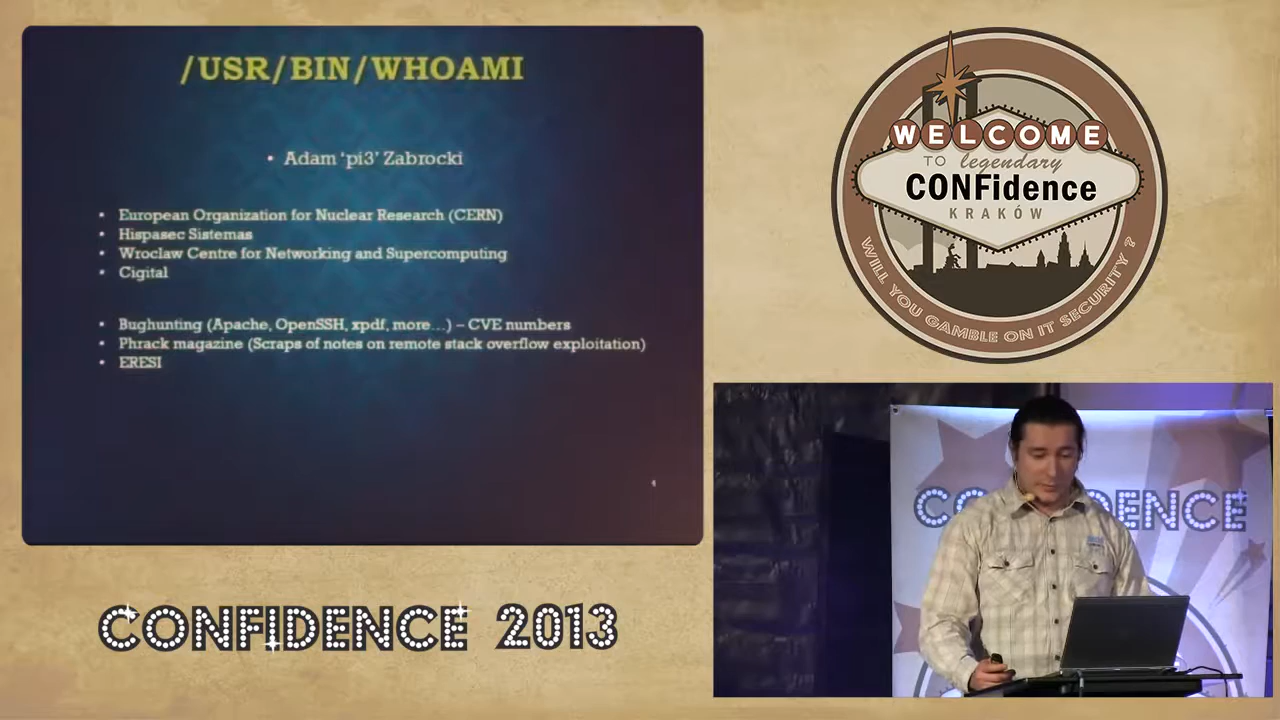 /USR/BIN/WHOAMI
• Adam ‘pi3’ Zabrocki
• European Organization for Nuclear Research (CERN)
• Hispasec Sistemas
• Wroclaw Centre for Networking and Supercomputing
• Cigital
• Bughunting (Apache, OpenSSH, xpdf, more…) – CVE numbers
• Phrack magazine (Scraps of notes on remote stack overflow exploitation)
• ERESI
CONFIDENCE 2013
WELCOME
TO legendary
CONFidence
KRAKÓW
WILL YOU GAMBLE ON IT SECURITY?
CO DENCE